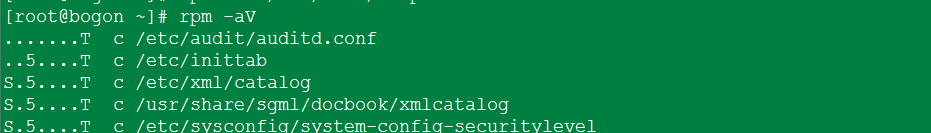 [root@bogon ~]# rpm -aV
.......T  c /etc/audit/auditd.conf
..5....T  c /etc/inittab
S.5....T  c /etc/xml/catalog
S.5....T  c /usr/share/sgml/docbook/xmlcatalog
S.5....T  c /etc/sysconfig/system-config-securitylevel